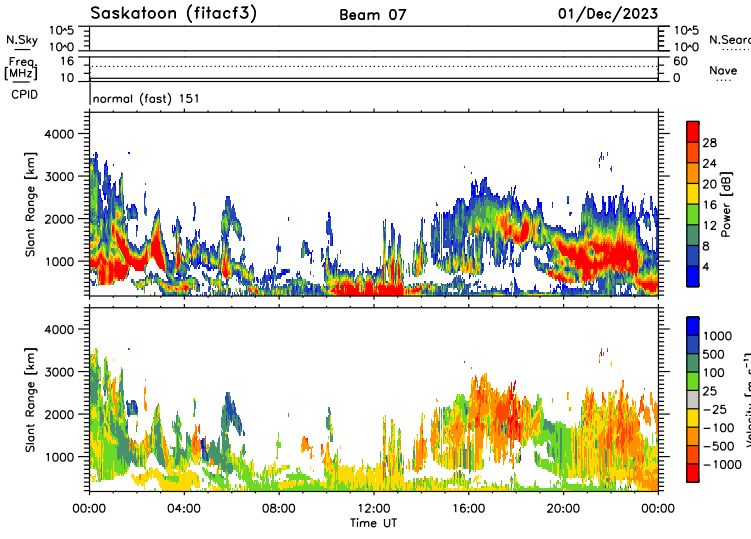 Saskatoon (fitacf3) Beam 07 01/Dec/2023
N.Sky 10^5 10^0 10^5 10^0 N.Searc
Freq. [MHz] 16 10 60 0 Nave
CPID normal (fast) 151
Slant Range [km] 4000 3000 2000 1000
Power [dB] 28 24 20 16 12 8 4
Slant Range [km] 4000 3000 2000 1000
Velocity [m s^-1] 1000 500 100 25 -25 -100 -500 -1000
00:00 04:00 08:00 12:00 16:00 20:00 00:00
Time UT